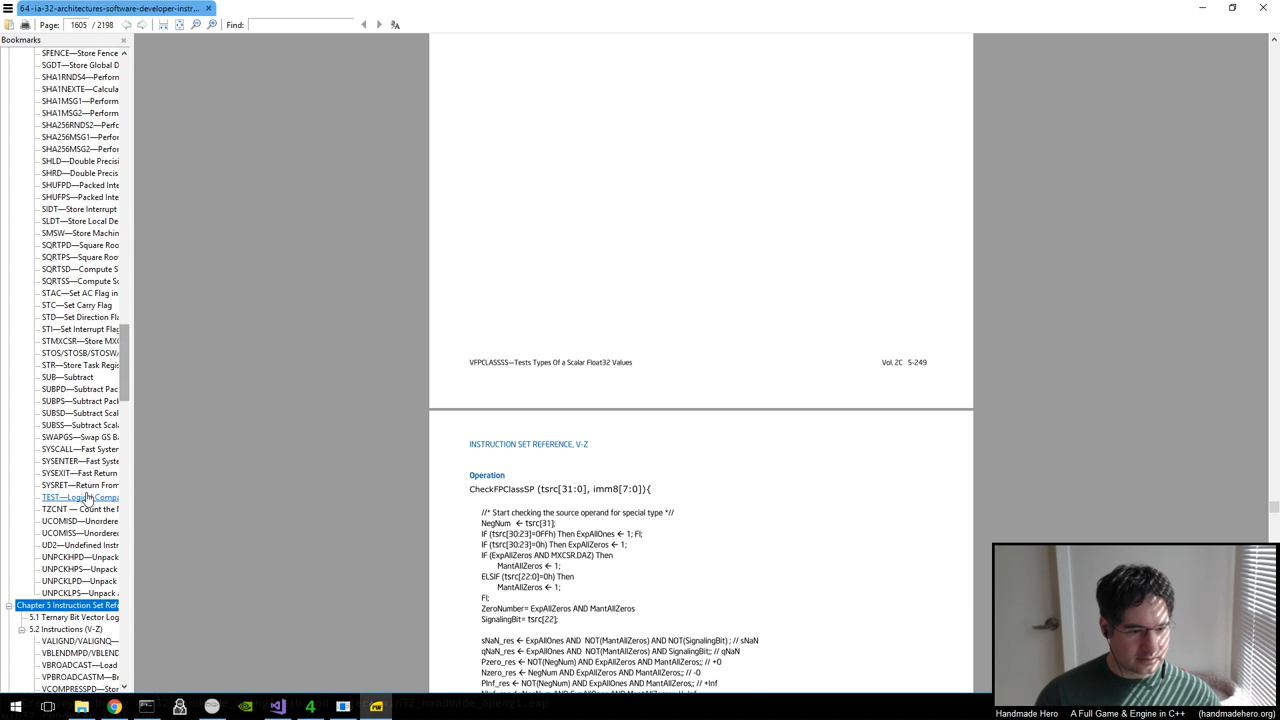 64-ia-32-architectures-software-developer-instr...
Page: 1605 / 2198
Find:
Bookmarks
SFENCE—Store Fence
SGDT—Store Global D
SHA1RNDS4—Perform
SHA1NEXTE—Calcula
SHA1MSG1—Perform
SHA1MSG2—Perform
SHA256RNDS2—Perfo
SHA256MSG1—Perfor
SHA256MSG2—Perfor
SHLD—Double Precisi
SHRD—Double Precis
SHUFPD—Packed Inte
SHUFPS—Packed Inte
SIDT—Store Interrupt
SLDT—Store Local De
SMSW—Store Machin
SQRTPD—Square Roo
SQRTPS—Square Roo
SQRTSD—Compute S
SQRTSS—Compute Sc
STAC—Set AC Flag in
STC—Set Carry Flag
STD—Set Direction Fla
STI—Set Interrupt Flag
STMXCSR—Store MXC
STOS/STOSB/STOSW/
STR—Store Task Regis
SUB—Subtract
SUBPD—Subtract Pac
SUBPS—Subtract Pack
SUBSD—Subtract Scal
SUBSS—Subtract Scala
SWAPGS—Swap GS Ba
SYSCALL—Fast System
SYSENTER—Fast Syste
SYSEXIT—Fast Return
SYSRET—Return From
TEST—Logical Compa
TZCNT — Count the N
UCOMISD—Unordere
UCOMISS—Unordered
UD2—Undefined Instr
UNPCKHPD—Unpack
UNPCKHPS—Unpack
UNPCKLPD—Unpack
UNPCKLPS—Unpack a
Chapter 5 Instruction Set Refe
5.1 Ternary Bit Vector Log
5.2 Instructions (V-Z)
VALIGND/VALIGNQ—
VBLENDMPD/VBLEND
VBROADCAST—Load
VPBROADCASTM—Br
VCOMPRESSPD—Stor
VFPCLASSSS—Tests Types Of a Scalar Float32 Values
Vol. 2C 5-249
INSTRUCTION SET REFERENCE, V-Z
Operation
CheckFPClassSP (tsrc[31:0], imm8[7:0]){
//* Start checking the source operand for special type *//
NegNum ← tsrc[31];
IF (tsrc[30:23]=0FFh) Then ExpAllOnes ← 1; FI;
IF (tsrc[30:23]=0h) Then ExpAllZeros ← 1;
IF (ExpAllZeros AND MXCSR.DAZ) Then
MantAllZeros ← 1;
ELSIF (tsrc[22:0]=0h) Then
MantAllZeros ← 1;
FI;
ZeroNumber= ExpAllZeros AND MantAllZeros
SignalingBit= tsrc[22];
sNaN_res ← ExpAllOnes AND NOT(MantAllZeros) AND NOT(SignalingBit) ; // sNaN
qNaN_res ← ExpAllOnes AND NOT(MantAllZeros) AND SignalingBit;; // qNaN
Pzero_res ← NOT(NegNum) AND ExpAllZeros AND MantAllZeros;; // +0
Nzero_res ← NegNum AND ExpAllZeros AND MantAllZeros;; // -0
PInf_res ← NOT(NegNum) AND ExpAllOnes AND MantAllZeros;; // +Inf
Handmade Hero
A Full Game & Engine in C++
(handmadehero.org)